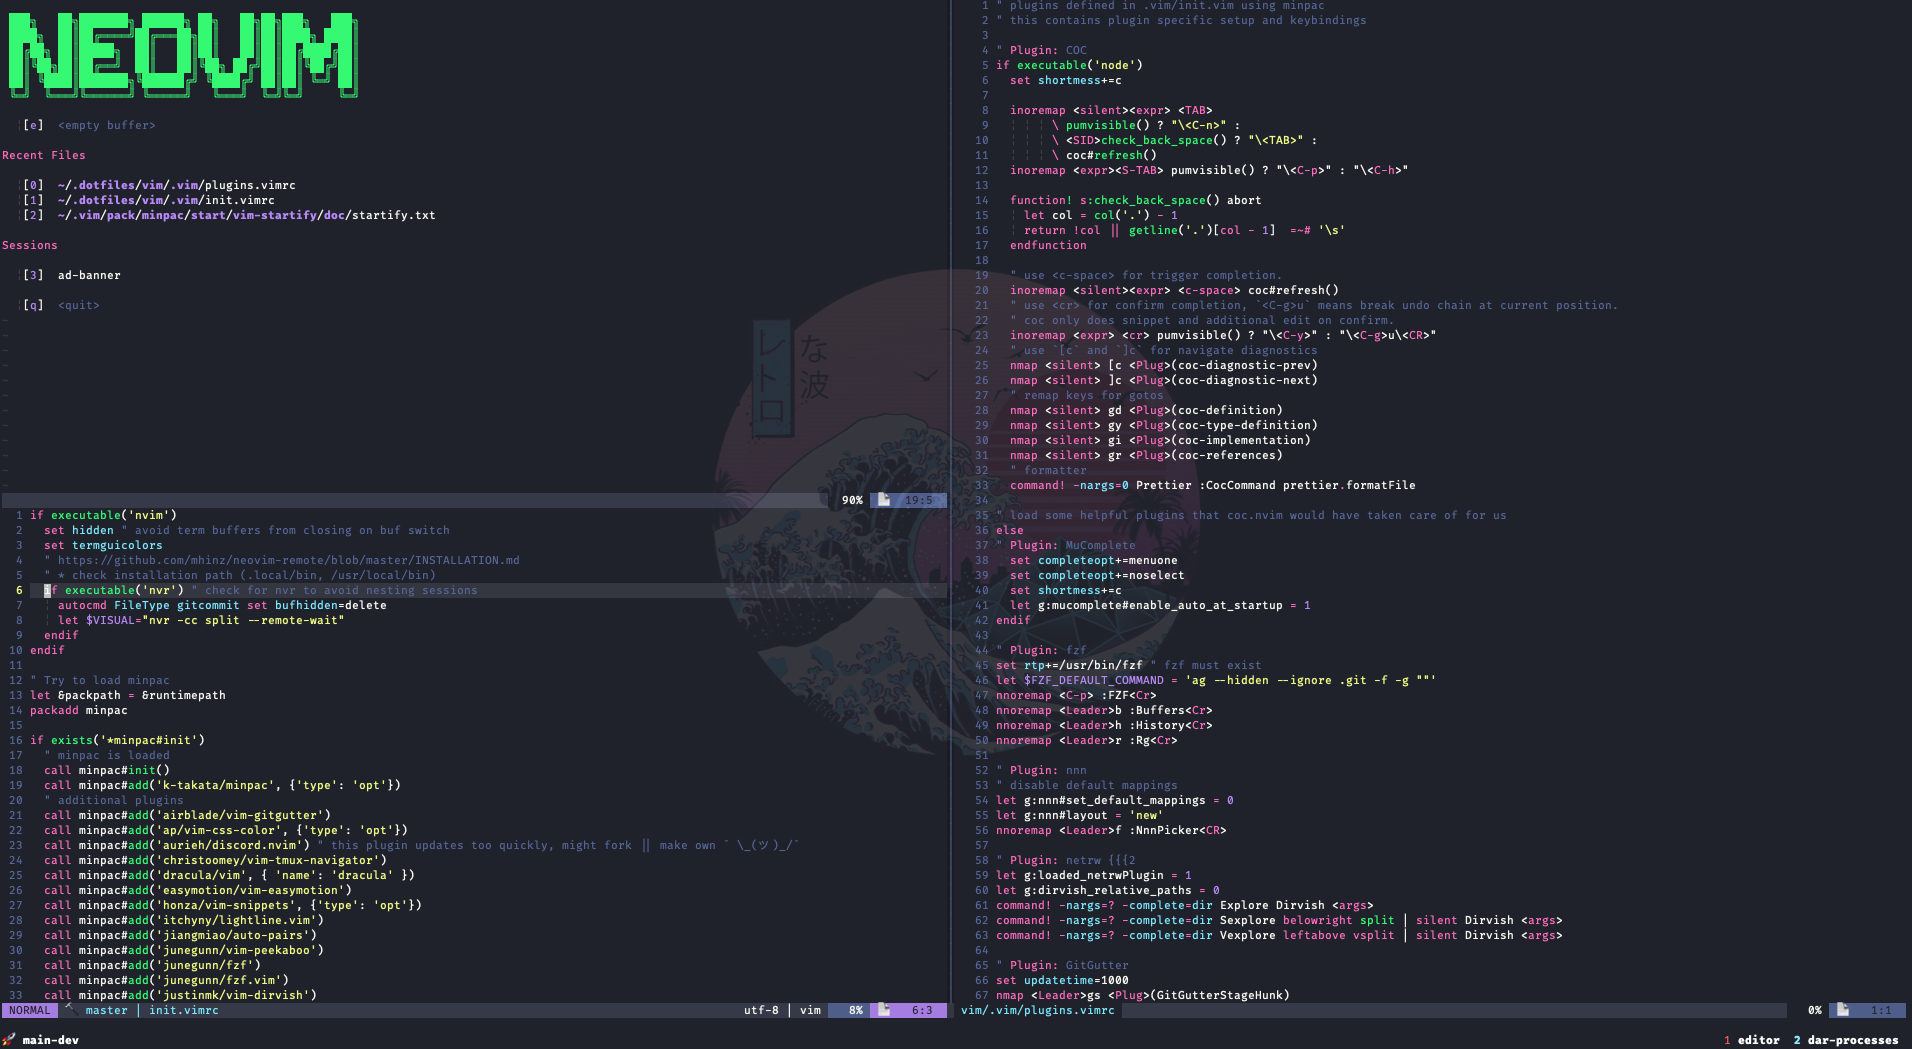 NEOVIM
[e]  <empty buffer>
Recent Files
[0]  ~/.dotfiles/vim/.vim/plugins.vimrc
[1]  ~/.dotfiles/vim/.vim/init.vimrc
[2]  ~/.vim/pack/minpac/start/vim-startify/doc/startify.txt
Sessions
[3]  ad-banner
[q]  <quit>
90% 19:5
1 if executable('nvim')
2   set hidden " avoid term buffers from closing on buf switch
3   set termguicolors
4   " https://github.com/mhinz/neovim-remote/blob/master/INSTALLATION.md
5   " * check installation path (.local/bin, /usr/local/bin)
6   if executable('nvr') " check for nvr to avoid nesting sessions
7   ¦ autocmd FileType gitcommit set bufhidden=delete
8   ¦ let $VISUAL="nvr -cc split --remote-wait"
9   endif
10 endif
11
12 " Try to load minpac
13 let &packpath = &runtimepath
14 packadd minpac
15
16 if exists('*minpac#init')
17   " minpac is loaded
18   call minpac#init()
19   call minpac#add('k-takata/minpac', {'type': 'opt'})
20   " additional plugins
21   call minpac#add('airblade/vim-gitgutter')
22   call minpac#add('ap/vim-css-color', {'type': 'opt'})
23   call minpac#add('aurieh/discord.nvim') " this plugin updates too quickly, might fork || make own ¯\_(ツ)_/¯
24   call minpac#add('christoomey/vim-tmux-navigator')
25   call minpac#add('dracula/vim', { 'name': 'dracula' })
26   call minpac#add('easymotion/vim-easymotion')
27   call minpac#add('honza/vim-snippets', {'type': 'opt'})
28   call minpac#add('itchyny/lightline.vim')
29   call minpac#add('jiangmiao/auto-pairs')
30   call minpac#add('junegunn/vim-peekaboo')
31   call minpac#add('junegunn/fzf')
32   call minpac#add('junegunn/fzf.vim')
33   call minpac#add('justinmk/vim-dirvish')
NORMAL master | init.vimrc utf-8 | vim 8% 6:3
1 " plugins defined in .vim/init.vim using minpac
2 " this contains plugin specific setup and keybindings
3
4 " Plugin: COC
5 if executable('node')
6   set shortmess+=c
7
8   inoremap <silent><expr> <TAB>
9   ¦ ¦ ¦ \ pumvisible() ? "\<C-n>" :
10   ¦ ¦ ¦ \ <SID>check_back_space() ? "\<TAB>" :
11   ¦ ¦ ¦ \ coc#refresh()
12   inoremap <expr><S-TAB> pumvisible() ? "\<C-p>" : "\<C-h>"
13
14   function! s:check_back_space() abort
15   ¦ let col = col('.') - 1
16   ¦ return !col || getline('.')[col - 1]  =~# '\s'
17   endfunction
18
19   " use <c-space> for trigger completion.
20   inoremap <silent><expr> <c-space> coc#refresh()
21   " use <cr> for confirm completion, `<C-g>u` means break undo chain at current position.
22   " coc only does snippet and additional edit on confirm.
23   inoremap <expr> <cr> pumvisible() ? "\<C-y>" : "\<C-g>u\<CR>"
24   " use `[c` and `]c` for navigate diagnostics
25   nmap <silent> [c <Plug>(coc-diagnostic-prev)
26   nmap <silent> ]c <Plug>(coc-diagnostic-next)
27   " remap keys for gotos
28   nmap <silent> gd <Plug>(coc-definition)
29   nmap <silent> gy <Plug>(coc-type-definition)
30   nmap <silent> gi <Plug>(coc-implementation)
31   nmap <silent> gr <Plug>(coc-references)
32   " formatter
33   command! -nargs=0 Prettier :CocCommand prettier.formatFile
34
35 " load some helpful plugins that coc.nvim would have taken care of for us
36 else
37 " Plugin: MuComplete
38   set completeopt+=menuone
39   set completeopt+=noselect
40   set shortmess+=c
41   let g:mucomplete#enable_auto_at_startup = 1
42 endif
43
44 " Plugin: fzf
45 set rtp+=/usr/bin/fzf " fzf must exist
46 let $FZF_DEFAULT_COMMAND = 'ag --hidden --ignore .git -f -g ""'
47 nnoremap <C-p> :FZF<Cr>
48 nnoremap <Leader>b :Buffers<Cr>
49 nnoremap <Leader>h :History<Cr>
50 nnoremap <Leader>r :Rg<Cr>
51
52 " Plugin: nnn
53 " disable default mappings
54 let g:nnn#set_default_mappings = 0
55 let g:nnn#layout = 'new'
56 nnoremap <Leader>f :NnnPicker<CR>
57
58 " Plugin: netrw {{{2
59 let g:loaded_netrwPlugin = 1
60 let g:dirvish_relative_paths = 0
61 command! -nargs=? -complete=dir Explore Dirvish <args>
62 command! -nargs=? -complete=dir Sexplore belowright split | silent Dirvish <args>
63 command! -nargs=? -complete=dir Vexplore leftabove vsplit | silent Dirvish <args>
64
65 " Plugin: GitGutter
66 set updatetime=1000
67 nmap <Leader>gs <Plug>(GitGutterStageHunk)
vim/.vim/plugins.vimrc 0% 1:1
レトロ
な波
🚀 main-dev 1 editor 2 dar-processes